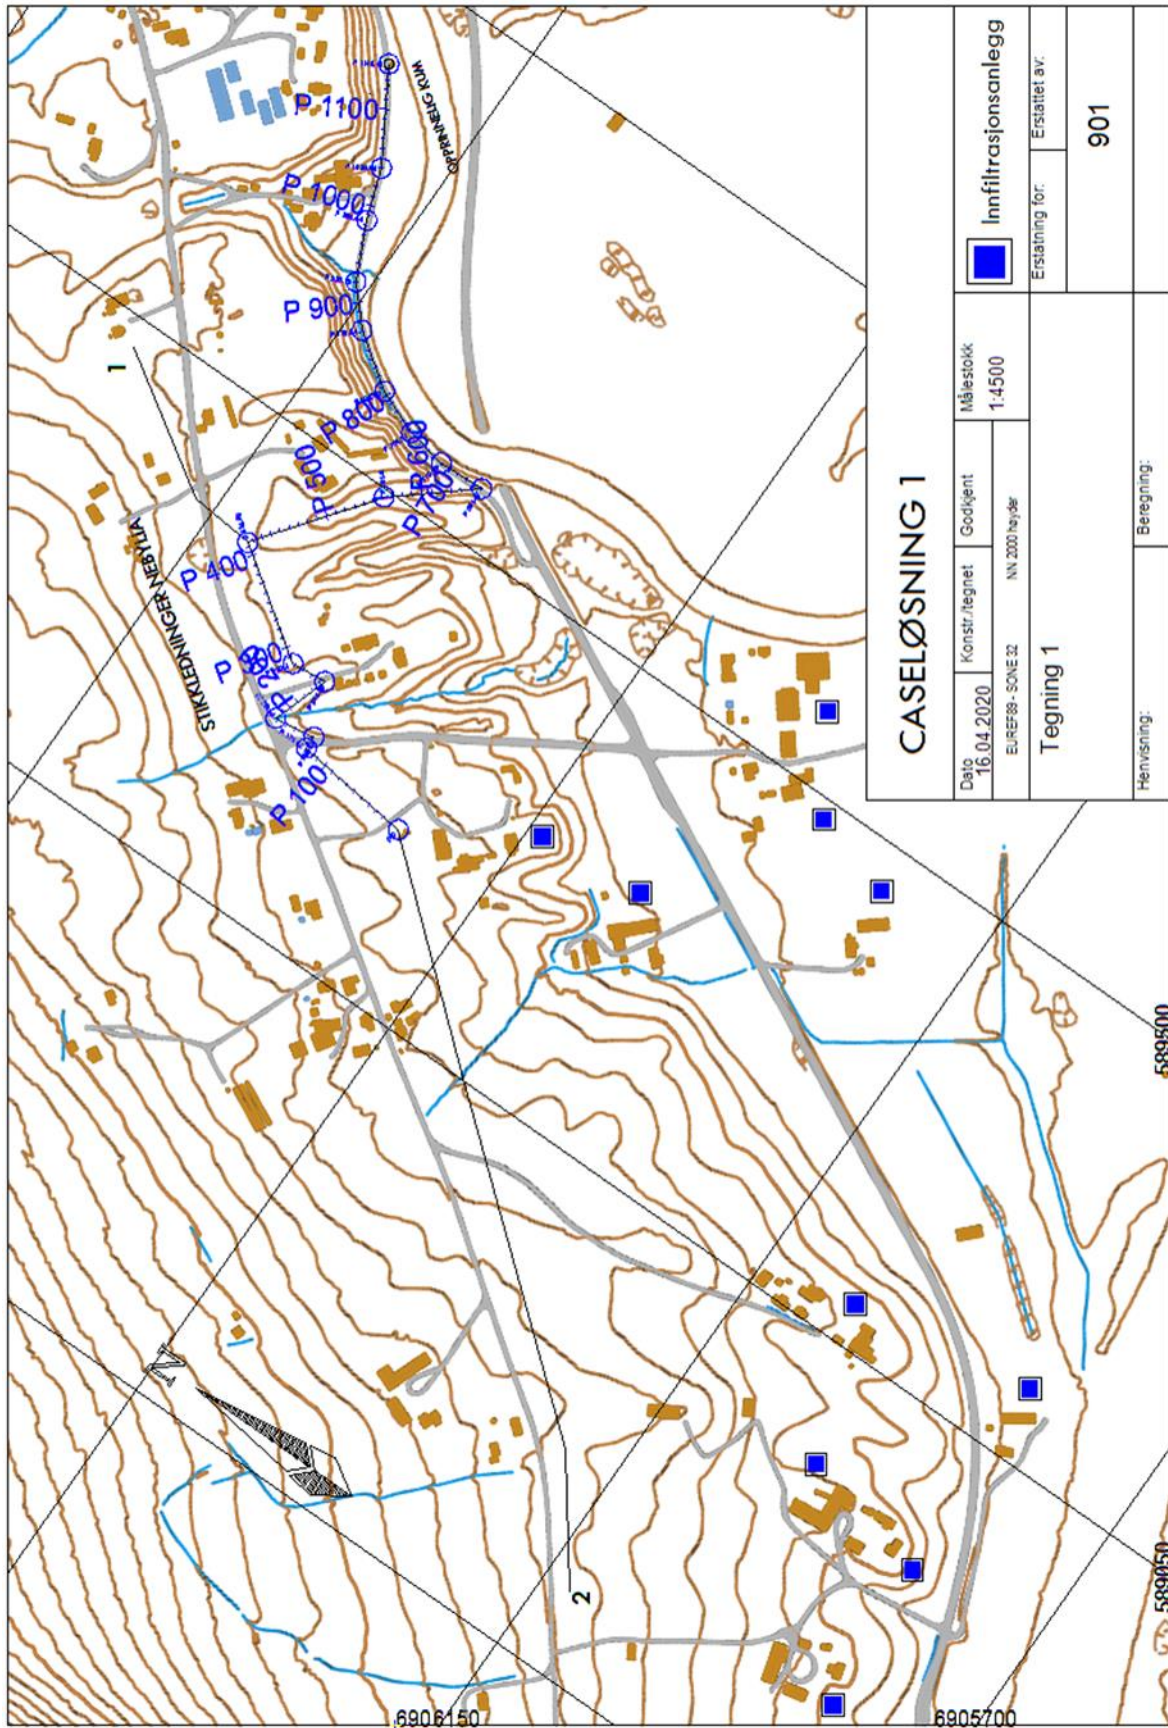 P 1100
OPPRINNELIG KUM
P 1000
P 900
1
P 800
P 600
P 500
P 700
STIKKLEDNINGER NEBYLIA
P 400
P 100
N
2
6906150
6905700
589500
589050
CASELØSNING 1
Dato
16.04.2020
Konstr./tegnet
Godkjent
Målestokk
1:4500
EUREF89 - SONE 32
NN 2000 høyder
Innfiltrasjonsanlegg
Tegning 1
Erstatning for:
Erstattet av:
901
Henvisning:
Beregning: